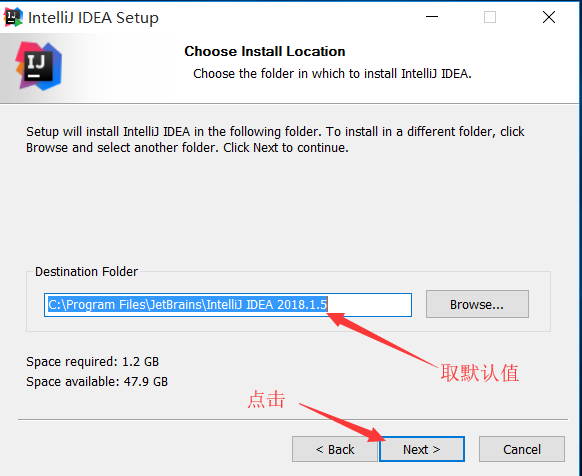 IntelliJ IDEA Setup
IJ
Choose Install Location
Choose the folder in which to install IntelliJ IDEA.
Setup will install IntelliJ IDEA in the following folder. To install in a different folder, click
Browse and select another folder. Click Next to continue.
Destination Folder
C:\Program Files\JetBrains\IntelliJ IDEA 2018.1.5
Browse...
Space required: 1.2 GB
取默认值
Space available: 47.9 GB
点击
< Back
Next >
Cancel